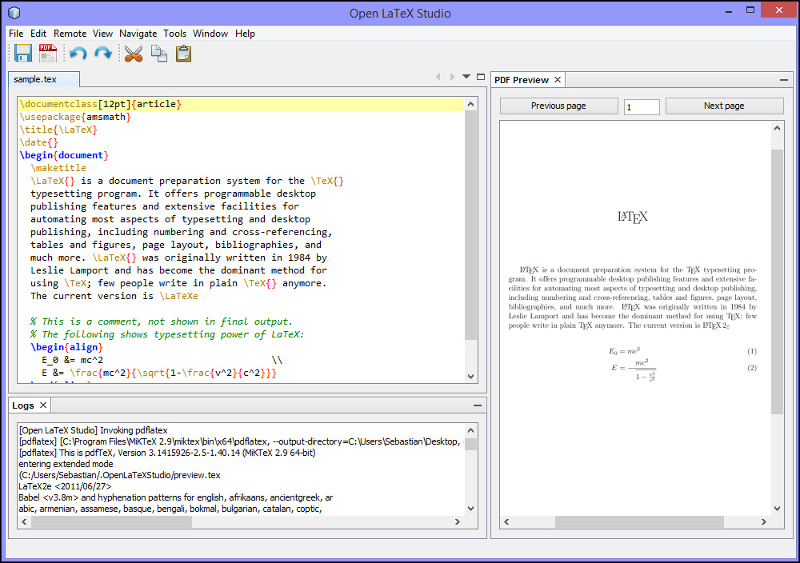 Open LaTeX Studio
File Edit Remote View Navigate Tools Window Help
sample.tex
\documentclass[12pt]{article}
\usepackage{amsmath}
\title{\LaTeX}
\date{}
\begin{document}
\maketitle
\LaTeX{} is a document preparation system for the \TeX{}
typesetting program. It offers programmable desktop
publishing features and extensive facilities for
automating most aspects of typesetting and desktop
publishing, including numbering and cross-referencing,
tables and figures, page layout, bibliographies, and
much more. \LaTeX{} was originally written in 1984 by
Leslie Lamport and has become the dominant method for
using \TeX; few people write in plain \TeX{} anymore.
The current version is \LaTeXe
% This is a comment, not shown in final output.
% The following shows typesetting power of LaTeX:
\begin{align}
E_0 &= mc^2 \\
E &= \frac{mc^2}{\sqrt{1-\frac{v^2}{c^2}}}
Logs
[Open LaTeX Studio] Invoking pdflatex
[pdflatex] [C:\Program Files\MiKTeX 2.9\miktex\bin\x64\pdflatex, --output-directory=C:\Users\Sebastian\Desktop,
[pdflatex] This is pdfTeX, Version 3.1415926-2.5-1.40.14 (MiKTeX 2.9 64-bit)
entering extended mode
(C:/Users/Sebastian/.OpenLaTeXStudio/preview.tex
LaTeX2e <2011/06/27>
Babel <v3.8m> and hyphenation patterns for english, afrikaans, ancientgreek, ar
abic, armenian, assamese, basque, bengali, bokmal, bulgarian, catalan, coptic,
PDF Preview
Previous page 1 Next page
LATEX
LATEX is a document preparation system for the TEX typesetting pro-
gram. It offers programmable desktop publishing features and extensive fa-
cilities for automating most aspects of typesetting and desktop publishing,
including numbering and cross-referencing, tables and figures, page layout,
bibliographies, and much more. LATEX was originally written in 1984 by
Leslie Lamport and has become the dominant method for using TEX; few
people write in plain TEX anymore. The current version is LATEX 2ε
E₀ = mc² (1)
E = mc² / √(1 − v²/c²) (2)